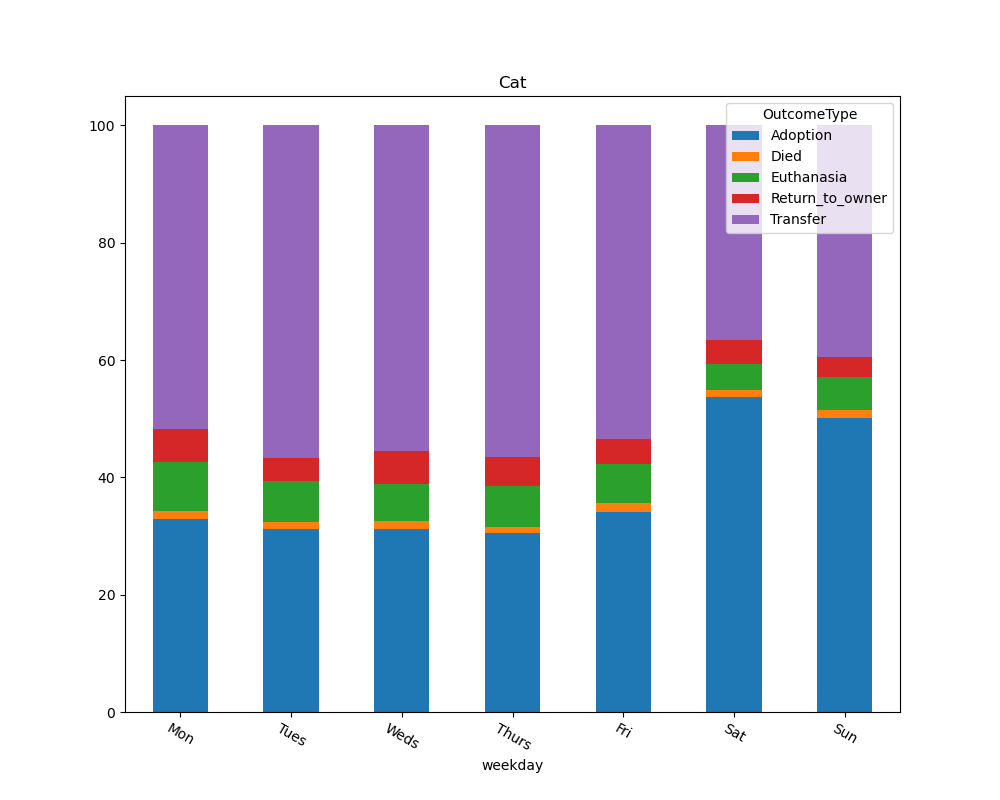 Cat
OutcomeType
Adoption
Died
Euthanasia
Return_to_owner
Transfer
100
80
60
40
20
0
Mon
Tues
Weds
Thurs
Fri
Sat
Sun
weekday